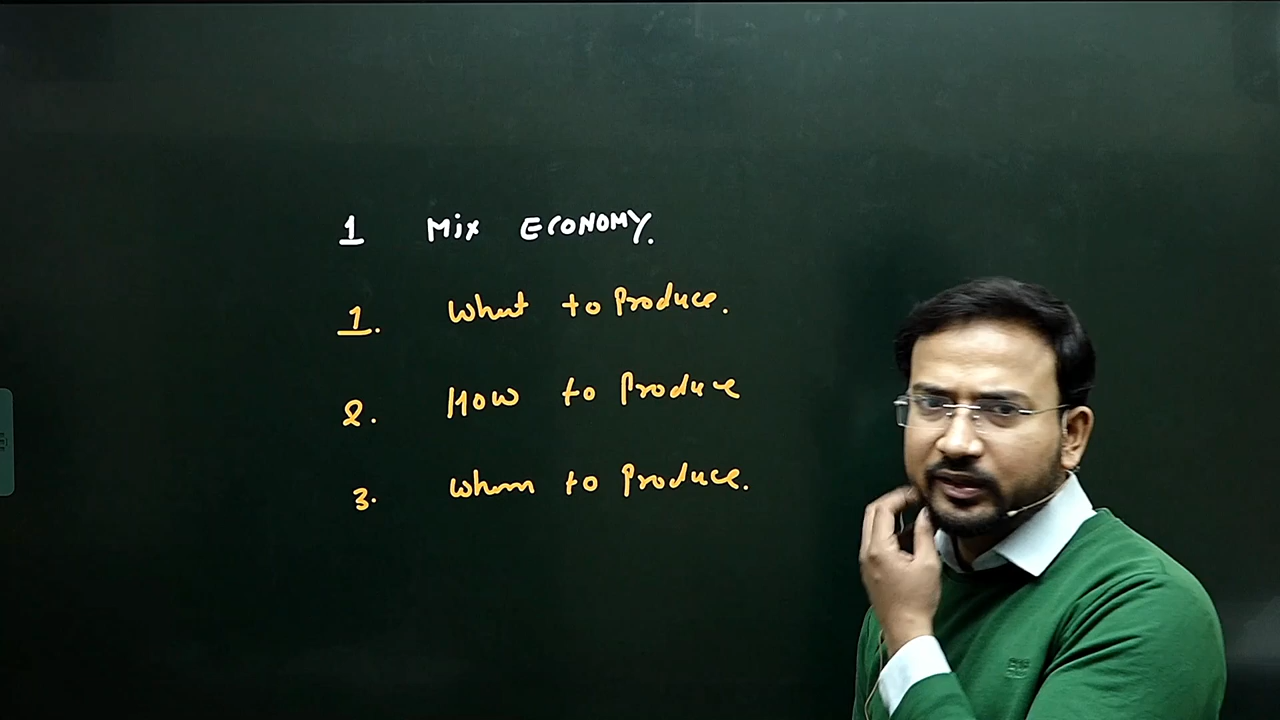 1 Mix ECONOMY.
1. What to Produce.
2. How to Produce
3. Whom to Produce.